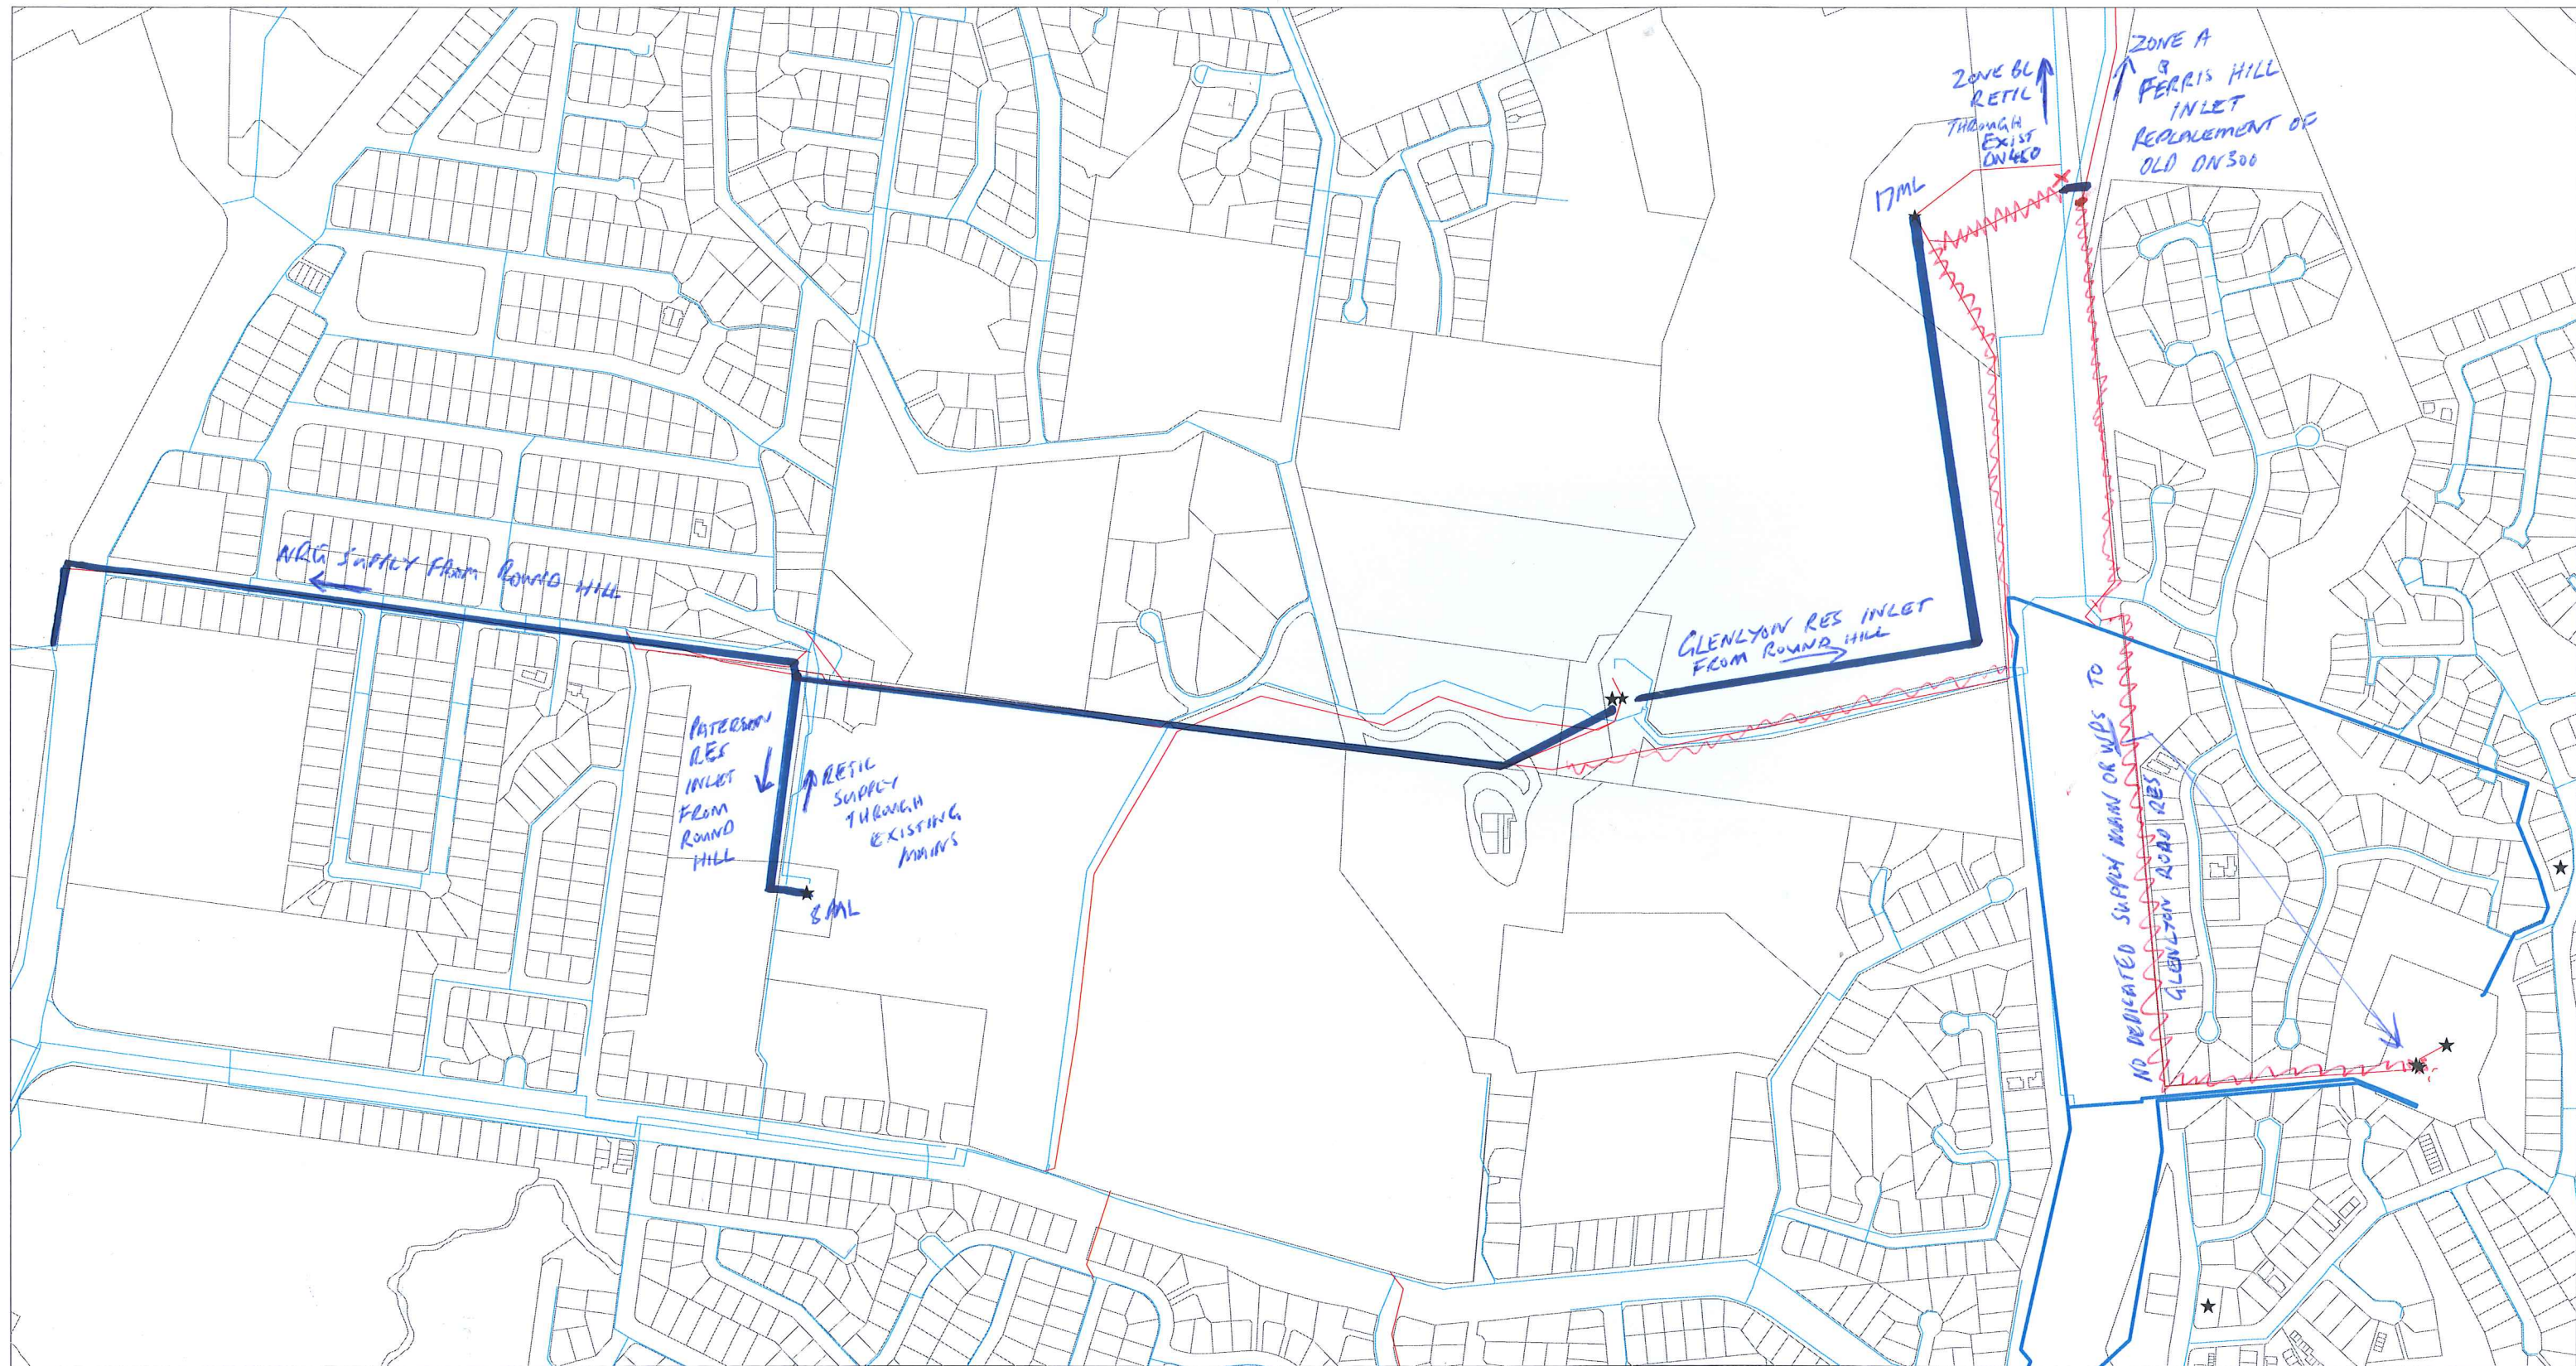 ZONE BL
RETIC
THROUGH
EXIST
DN450
ZONE A
&
FERRIS HILL
INLET
REPLACEMENT OF
OLD DN300
17ML
NRG SUPPLY FROM ROUND HILL
GLENLYON RES INLET
FROM ROUND HILL
PATERSON
RES
INLET
FROM
ROUND
HILL
RETIC
SUPPLY
THROUGH
EXISTING
MAINS
8 ML
NO DEDICATED SUPPLY MAIN OR WPS TO
GLENLYON ROAD RES